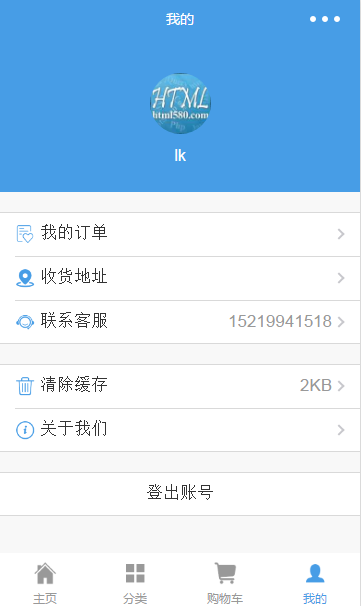 我的
HTML
html580.com
lk
我的订单
收货地址
联系客服 15219941518
清除缓存 2KB
关于我们
登出账号
主页 分类 购物车 我的